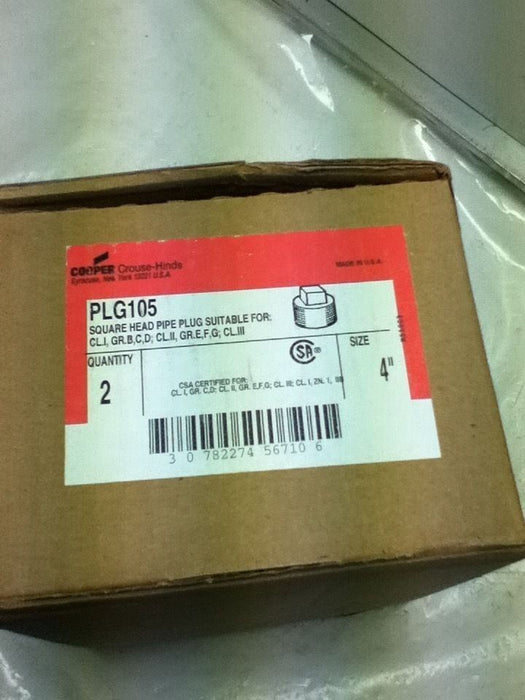 COOPER Crouse-Hinds
Syracuse, New York 13221 U.S.A.
MADE IN U.S.A.
PLG105
SQUARE HEAD PIPE PLUG SUITABLE FOR:
CL.I, GR.B,C,D; CL.II, GR.E,F,G; CL.III
QUANTITY
2
SA ®
SIZE
4"
CSA CERTIFIED FOR:
CL. I, GR. C,D; CL. II, GR. E,F,G; CL. III; CL. I, ZN. 1,
3 0 782274 56710 6